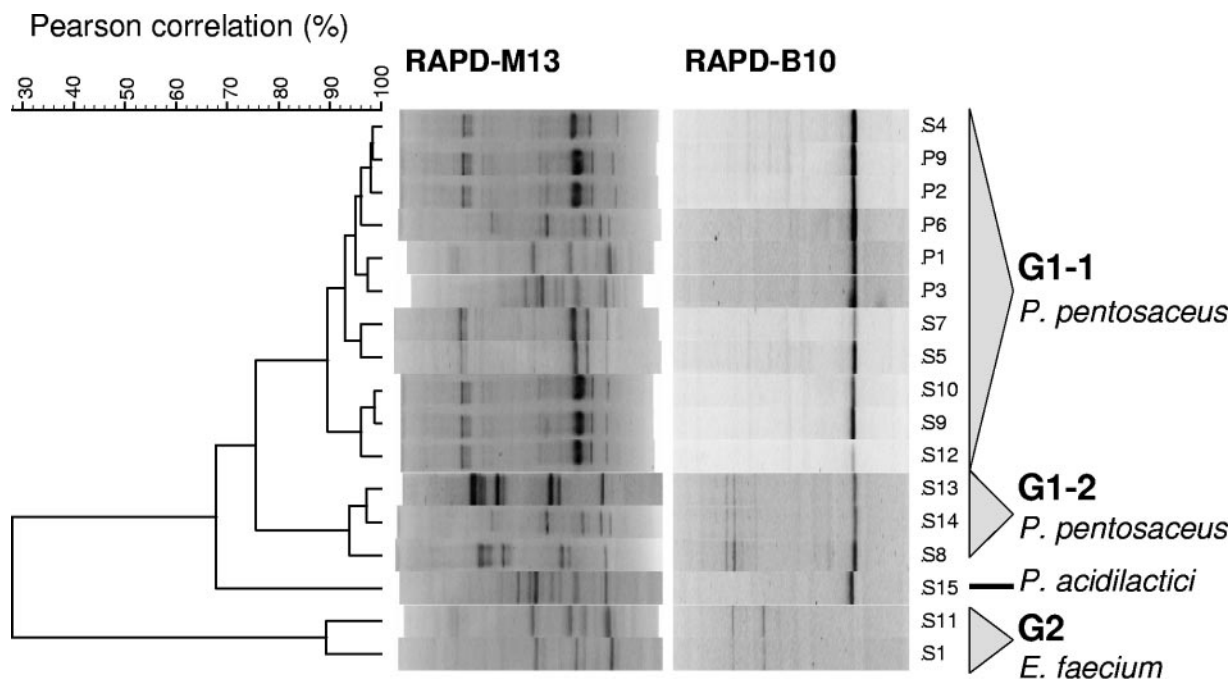 Pearson correlation (%)
RAPD-M13
RAPD-B10
30 40 50 60 70 80 90 100
.S4
.P9
.P2
.P6
.P1
.P3
.S7
.S5
.S10
.S9
.S12
.S13
.S14
.S8
.S15
.S11
.S1
G1-1
P. pentosaceus
G1-2
P. pentosaceus
P. acidilactici
G2
E. faecium